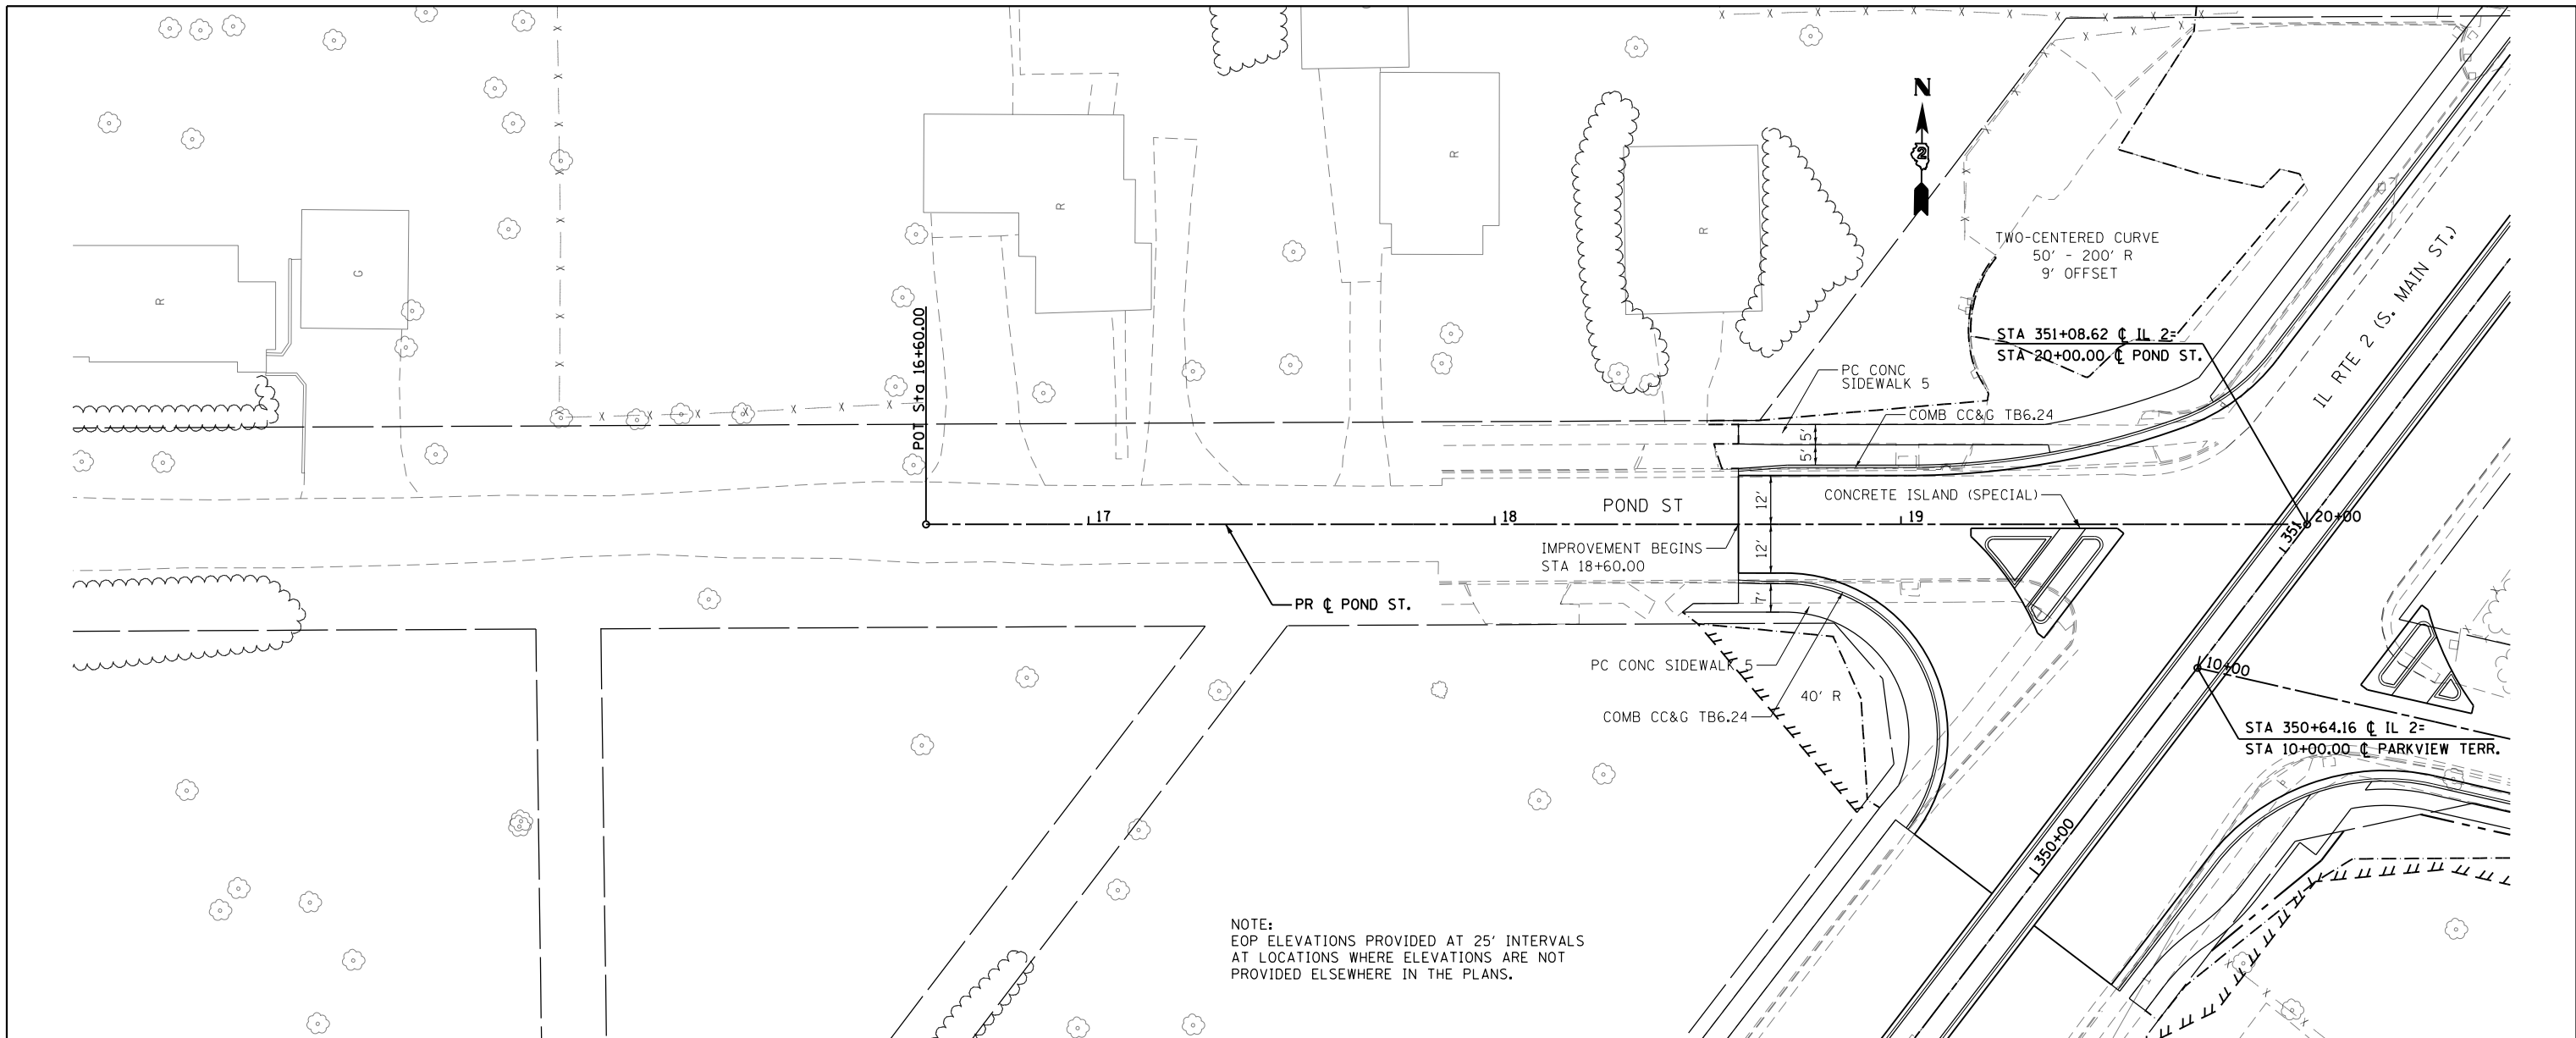 N
2
R
G
R
R
R
TWO-CENTERED CURVE
50' - 200' R
9' OFFSET
IL RTE 2 (S. MAIN ST.)
STA 351+08.62 ℄ IL 2=
STA 20+00.00 ℄ POND ST.
POT Sta 16+60.00
PC CONC
SIDEWALK 5
COMB CC&G TB6.24
5'
5'
POND ST
12'
CONCRETE ISLAND (SPECIAL)
17
18
19
20+00
351
IMPROVEMENT BEGINS
STA 18+60.00
12'
PR ℄ POND ST.
7'
PC CONC SIDEWALK 5
40' R
COMB CC&G TB6.24
10+00
STA 350+64.16 ℄ IL 2=
STA 10+00.00 ℄ PARKVIEW TERR.
350+00
NOTE:
EOP ELEVATIONS PROVIDED AT 25' INTERVALS
AT LOCATIONS WHERE ELEVATIONS ARE NOT
PROVIDED ELSEWHERE IN THE PLANS.